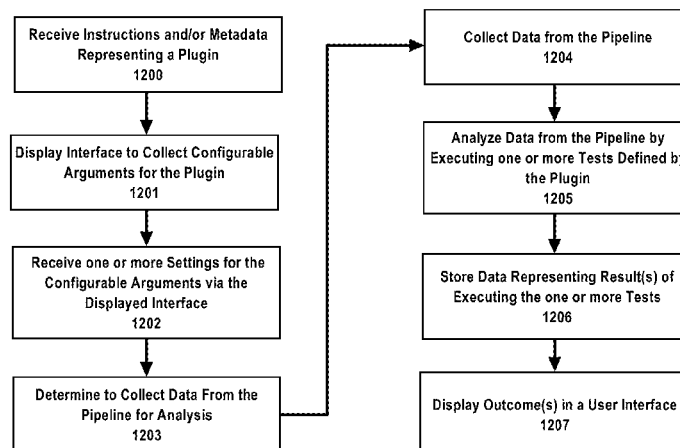 Receive Instructions and/or Metadata
Representing a Plugin
1200
Display Interface to Collect Configurable
Arguments for the Plugin
1201
Receive one or more Settings for the
Configurable Arguments via the
Displayed Interface
1202
Determine to Collect Data From the
Pipeline for Analysis
1203
Collect Data from the Pipeline
1204
Analyze Data from the Pipeline by
Executing one or more Tests Defined by
the Plugin
1205
Store Data Representing Result(s) of
Executing the one or more Tests
1206
Display Outcome(s) in a User Interface
1207